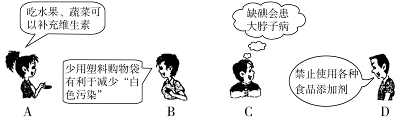 吃水果、蔬菜可
以补充维生素
少用塑料购物袋
有利于减少“白
色污染”
缺碘会患
大脖子病
禁止使用各种
食品添加剂
A
B
C
D